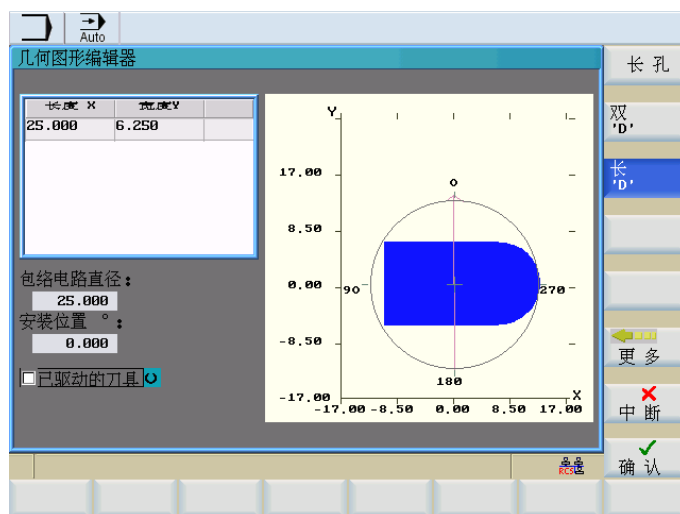 Auto
几何图形编辑器
长度 X 宽度Y
25.000 6.250
包络电路直径：
25.000
安装位置 °：
0.000
已驱动的刀具
Y
17.00
8.50
0.00
-8.50
-17.00
0
90
270
180
X
-17.00 -8.50 0.00 8.50 17.00
长孔
双
'D'
长
'D'
更多
中断
确认
RCS